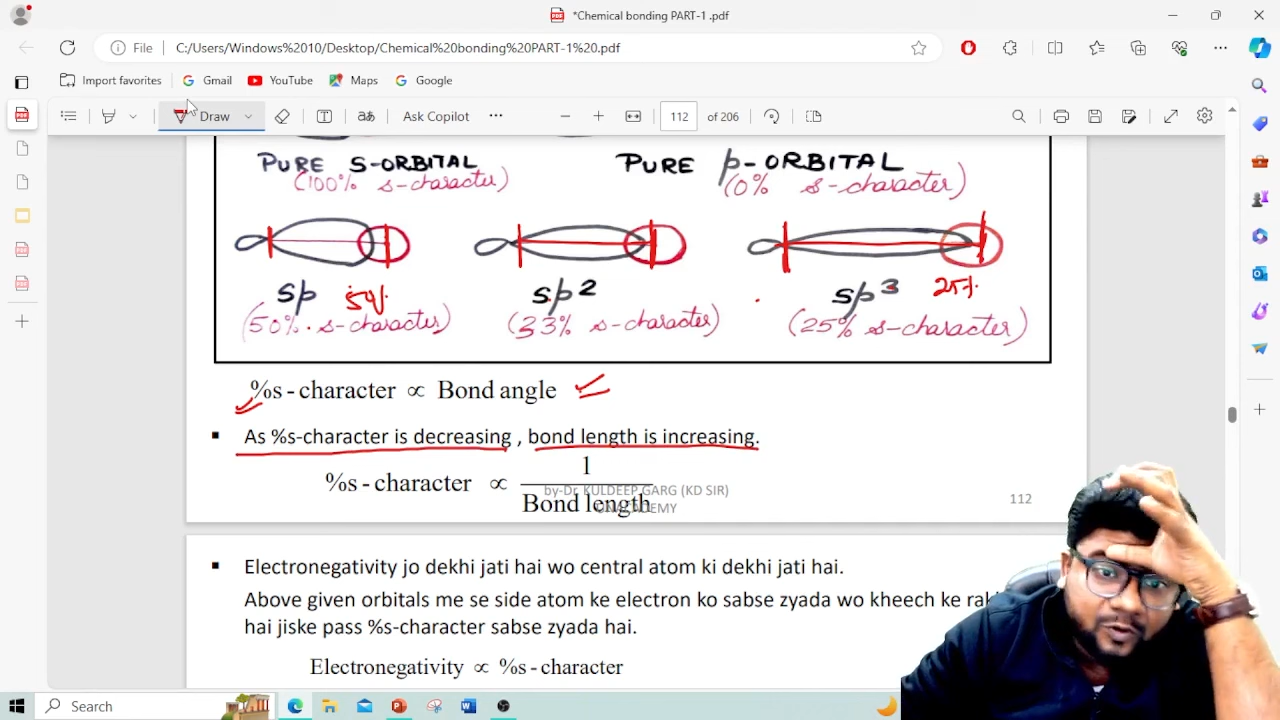 *Chemical bonding PART-1 .pdf
File C:/Users/Windows%2010/Desktop/Chemical%20bonding%20PART-1%20.pdf
Import favorites Gmail YouTube Maps Google
Draw Ask Copilot 112 of 206
PURE S-ORBITAL PURE p-ORBITAL
(100% s-character) (0% s-character)
sp 50% sp2 sp3 25%
(50% s-character) (33% s-character) (25% s-character)
%s - character ∝ Bond angle
As %s-character is decreasing , bond length is increasing.
%s - character ∝ 1
Bond length
by-Dr. KULDEEP GARG (KD SIR)
UNACADEMY
112
Electronegativity jo dekhi jati hai wo central atom ki dekhi jati hai.
Above given orbitals me se side atom ke electron ko sabse zyada wo kheech ke
hai jiske pass %s-character sabse zyada hai.
Electronegativity ∝ %s - character
Search